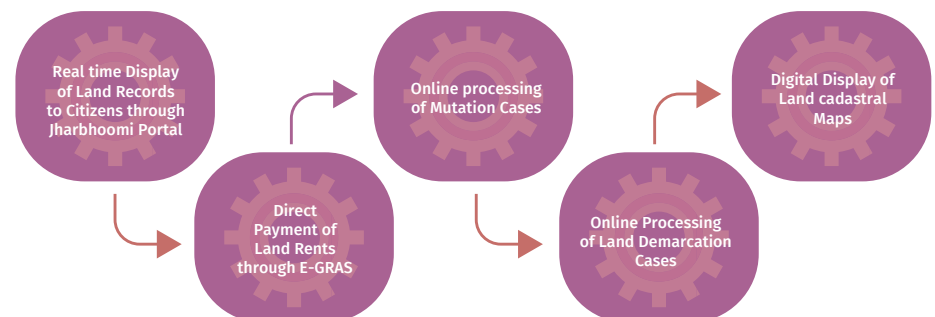 Real time Display
of Land Records
to Citizens through
Jharbhoomi Portal
Direct
Payment of
Land Rents
through E-GRAS
Online processing
of Mutation Cases
Online Processing
of Land Demarcation
Cases
Digital Display of
Land cadastral
Maps